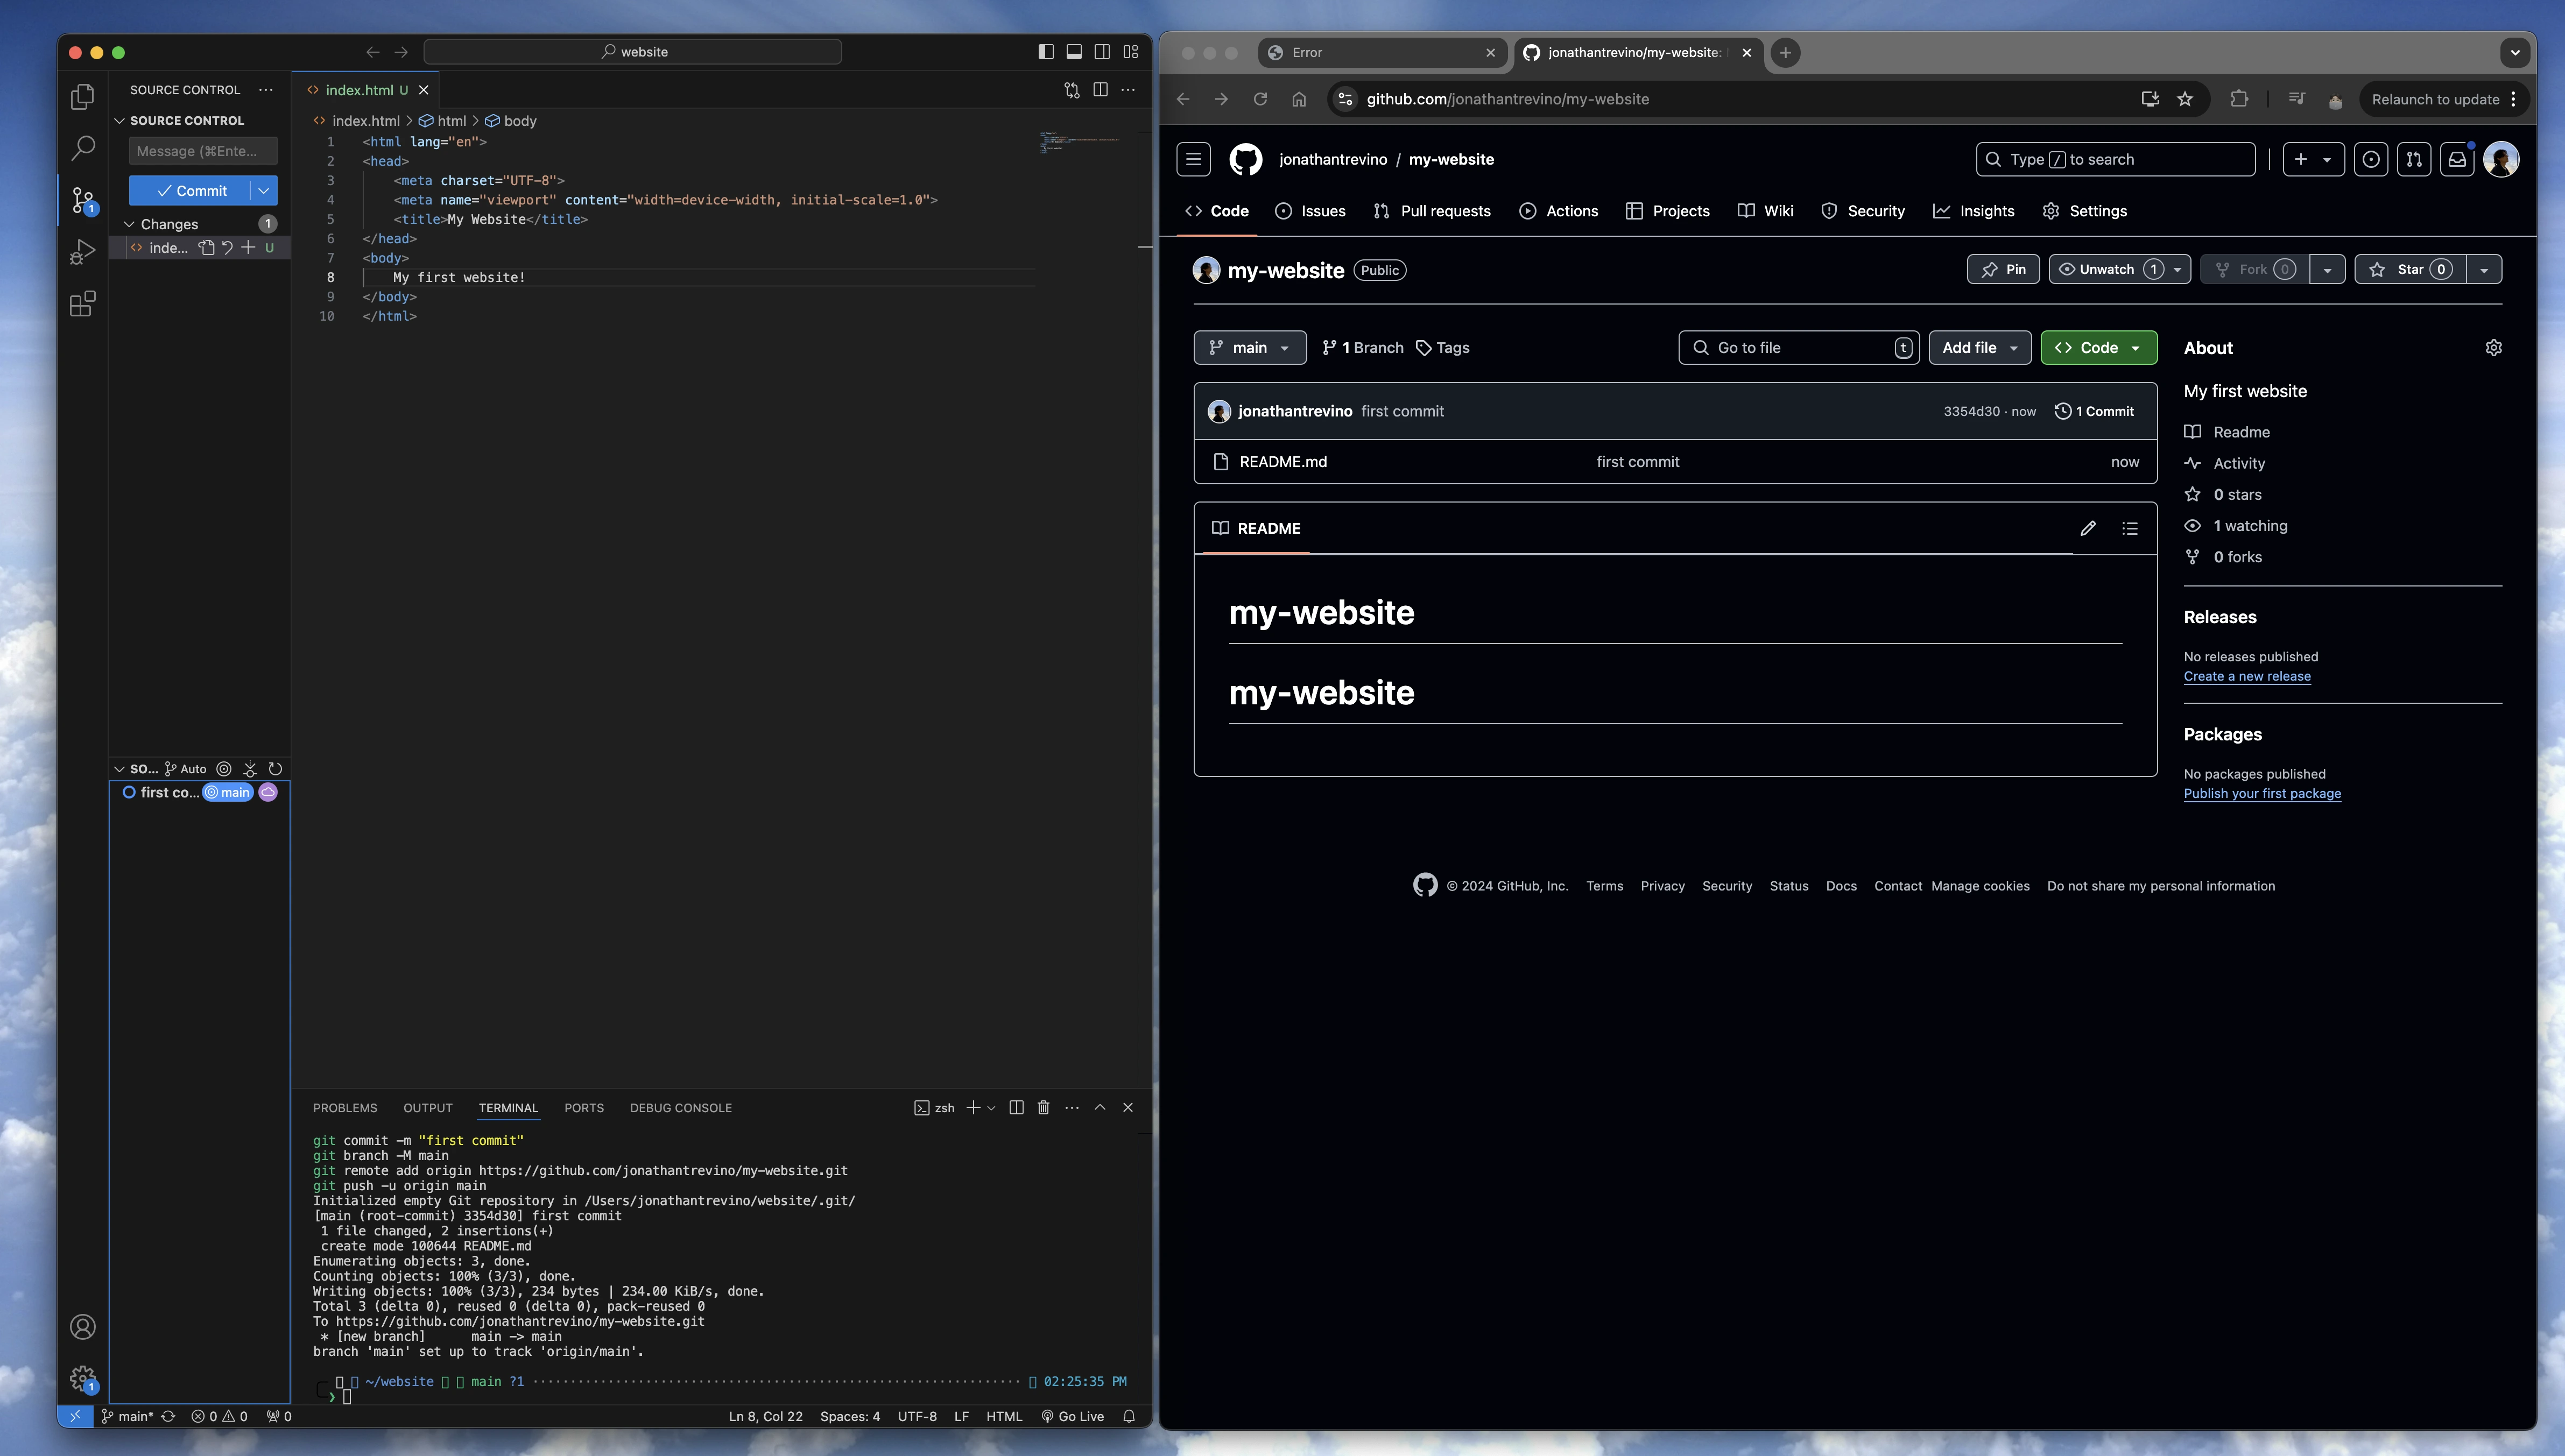 website
SOURCE CONTROL
SOURCE CONTROL
Message (⌘Ente...
Commit
Changes 1
inde... U
1
index.html U
index.html > html > body
1 <html lang="en">
2 <head>
3 <meta charset="UTF-8">
4 <meta name="viewport" content="width=device-width, initial-scale=1.0">
5 <title>My Website</title>
6 </head>
7 <body>
8 My first website!
9 </body>
10 </html>
SO... Auto
first co... main
PROBLEMS OUTPUT TERMINAL PORTS DEBUG CONSOLE zsh
git commit -m "first commit"
git branch -M main
git remote add origin https://github.com/jonathantrevino/my-website.git
git push -u origin main
Initialized empty Git repository in /Users/jonathantrevino/website/.git/
[main (root-commit) 3354d30] first commit
1 file changed, 2 insertions(+)
create mode 100644 README.md
Enumerating objects: 3, done.
Counting objects: 100% (3/3), done.
Writing objects: 100% (3/3), 234 bytes | 234.00 KiB/s, done.
Total 3 (delta 0), reused 0 (delta 0), pack-reused 0
To https://github.com/jonathantrevino/my-website.git
* [new branch] main -> main
branch 'main' set up to track 'origin/main'.
~/website main ?1 02:25:35 PM
1
main* 0 0 0 Ln 8, Col 22 Spaces: 4 UTF-8 LF HTML Go Live
Error jonathantrevino/my-website:
github.com/jonathantrevino/my-website Relaunch to update
jonathantrevino / my-website Type / to search
Code Issues Pull requests Actions Projects Wiki Security Insights Settings
my-website Public Pin Unwatch 1 Fork 0 Star 0
main 1 Branch Tags Go to file t Add file Code
jonathantrevino first commit 3354d30 · now 1 Commit
README.md first commit now
README
my-website
my-website
About
My first website
Readme
Activity
0 stars
1 watching
0 forks
Releases
No releases published
Create a new release
Packages
No packages published
Publish your first package
© 2024 GitHub, Inc. Terms Privacy Security Status Docs Contact Manage cookies Do not share my personal information